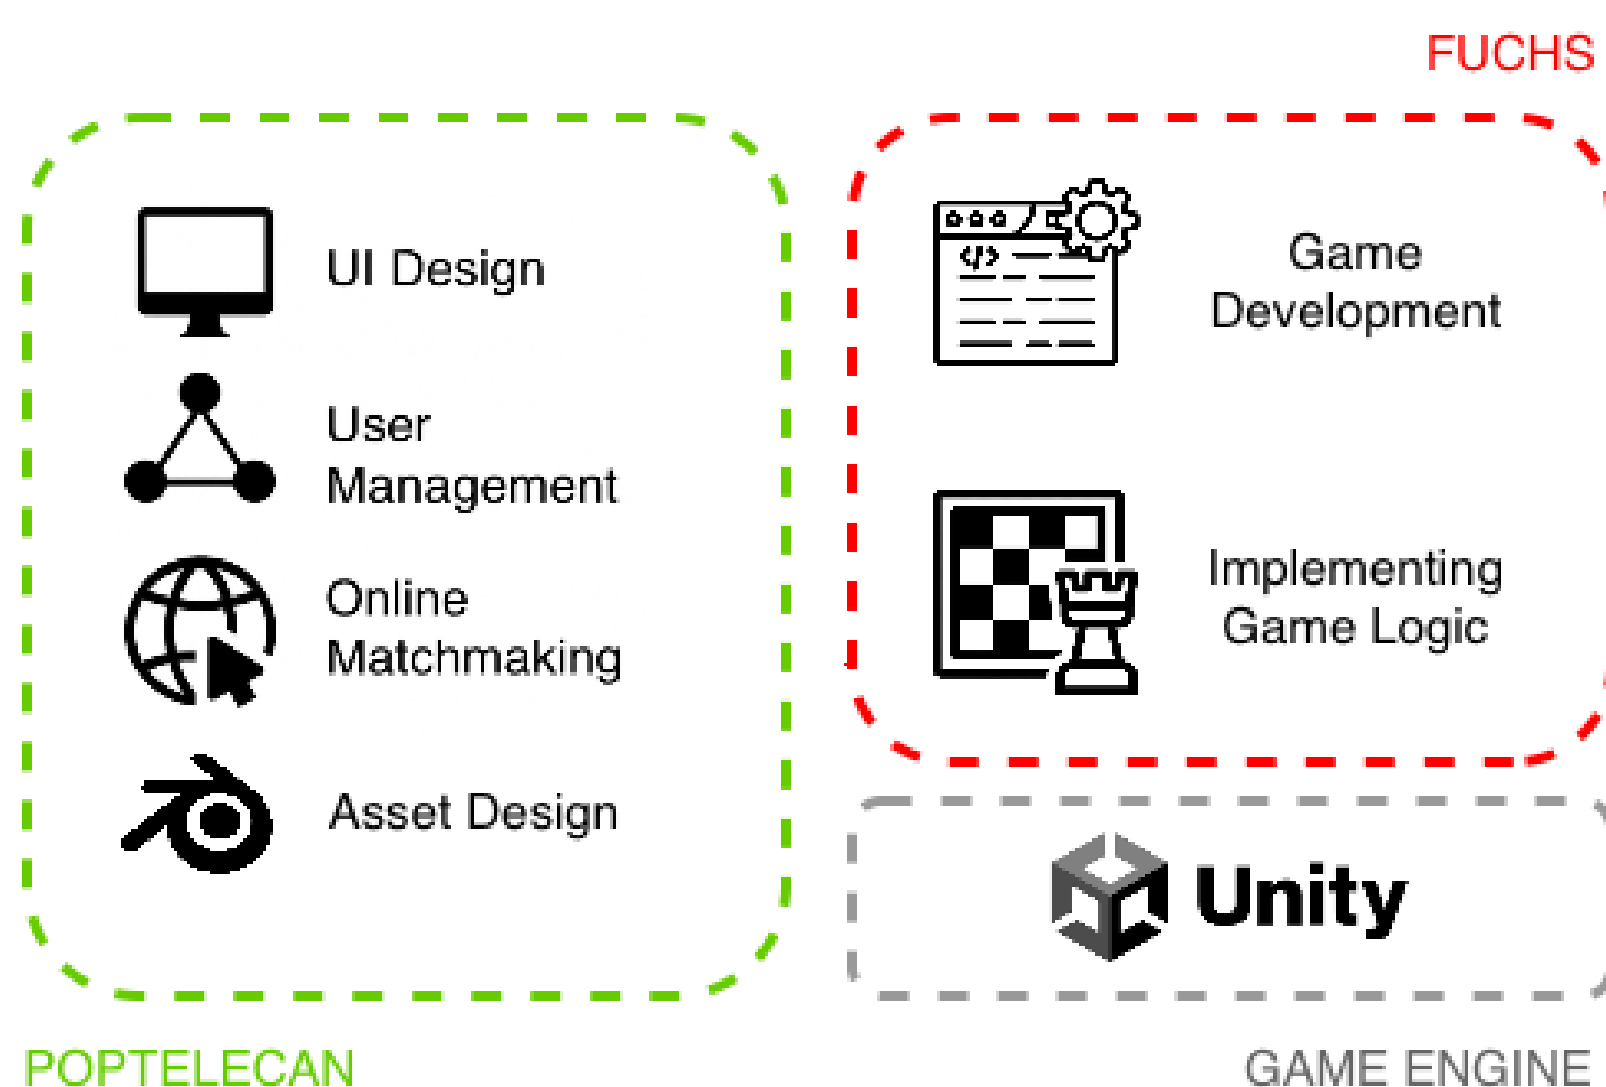 FUCHS
UI Design
User
Management
Online
Matchmaking
Asset Design
</>
Game
Development
Implementing
Game Logic
Unity
POPTELECAN
GAME ENGINE